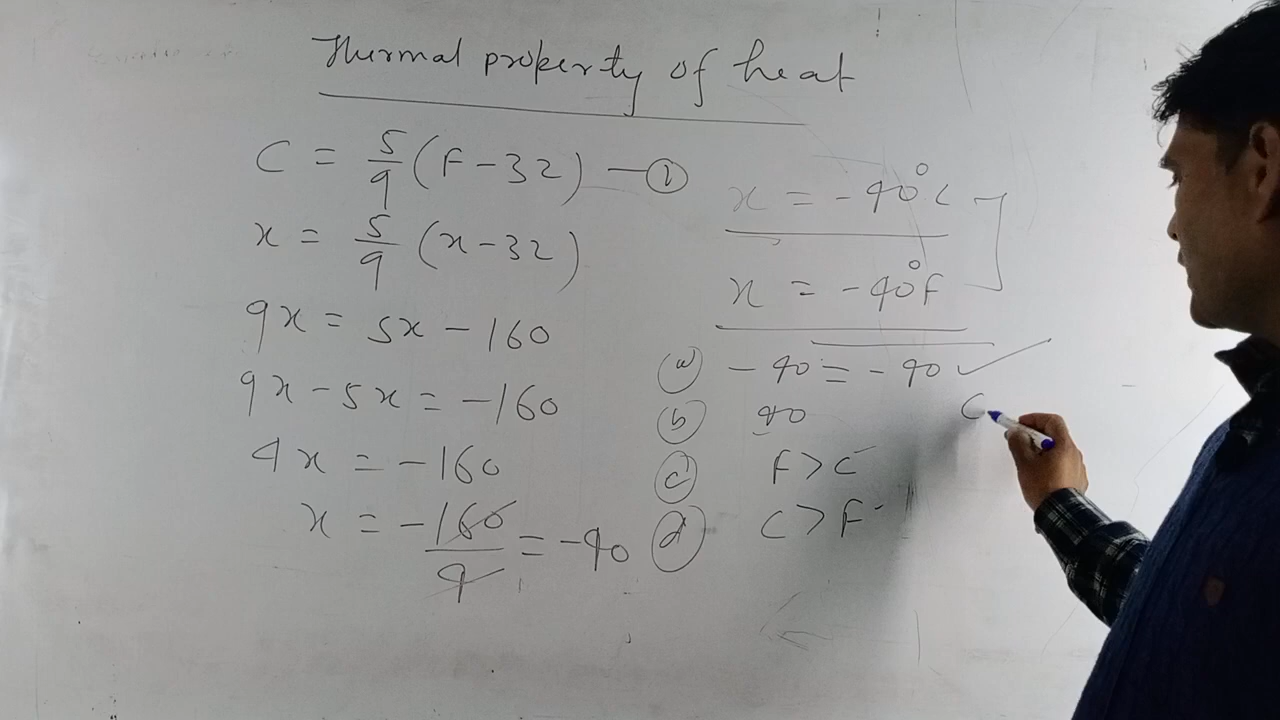 Thermal property of heat
C = 5/9 (F - 32) — ①
x = 5/9 (x - 32)
9x = 5x - 160
9x - 5x = -160
4x = -160
x = -160/4 = -40
x = -40°C
x = -40°F
(a) -40 = -40 ✓
(b) 40
C
(c) F > C
(d) C > F